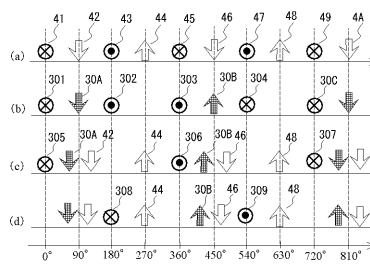 41 42 43 44 45 46 47 48 49 4A
(a)
301 30A 302 303 30B 304 30C
(b)
305 30A 42 44 306 30B 46 48 307
(c)
308 44 30B 46 309 48
(d)
0° 90° 180° 270° 360° 450° 540° 630° 720° 810°